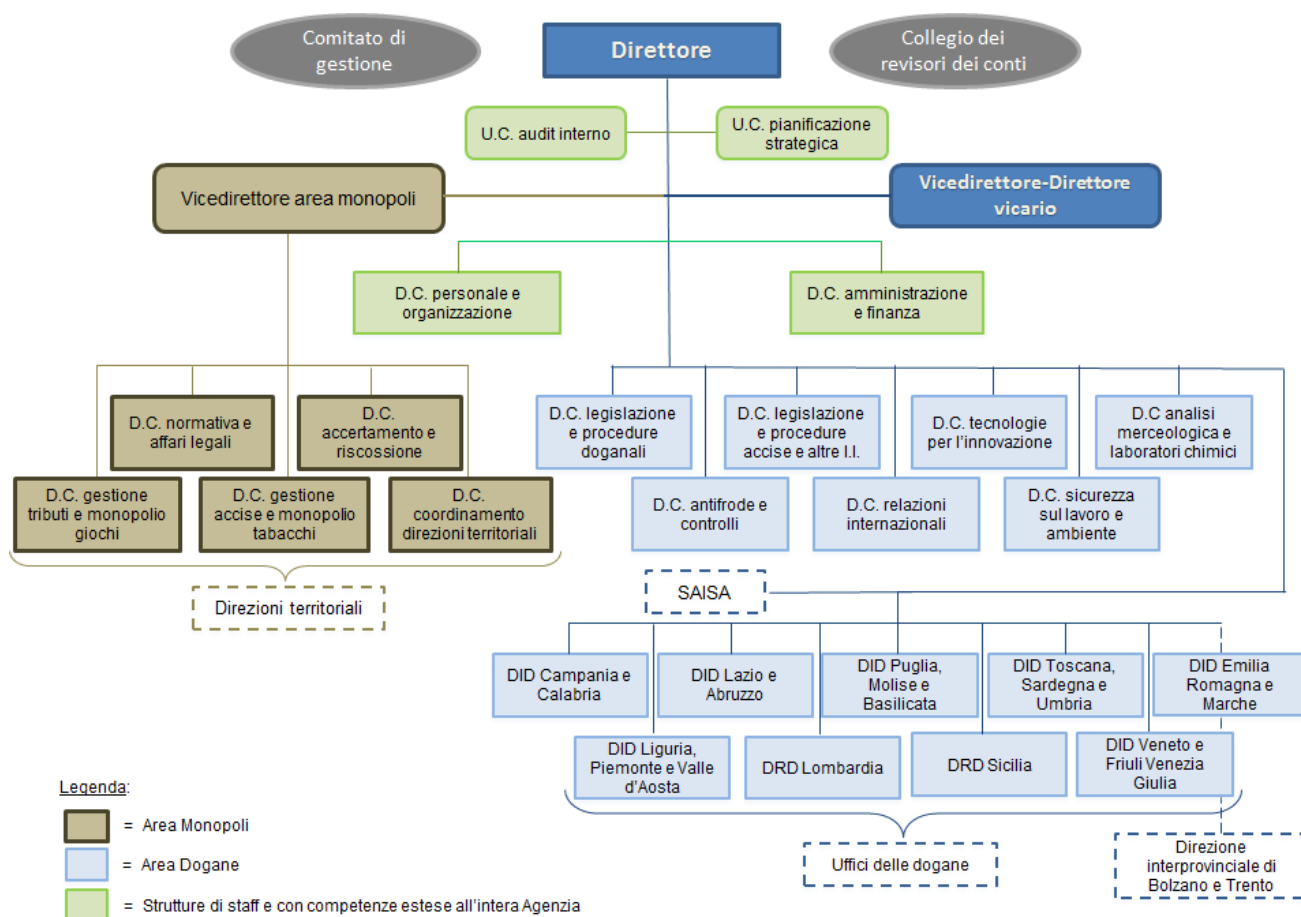 Comitato di
gestione
Direttore
Collegio dei
revisori dei conti
U.C. audit interno
U.C. pianificazione
strategica
Vicedirettore area monopoli
Vicedirettore-Direttore
vicario
D.C. personale e
organizzazione
D.C. amministrazione
e finanza
D.C. normativa e
affari legali
D.C.
accertamento e
riscossione
D.C. legislazione
e procedure
doganali
D.C. legislazione
e procedure
accise e altre I.I.
D.C. tecnologie
per l'innovazione
D.C analisi
merceologica e
laboratori chimici
D.C. gestione
tributi e monopolio
giochi
D.C. gestione
accise e monopolio
tabacchi
D.C.
coordinamento
direzioni territoriali
D.C. antifrode e
controlli
D.C. relazioni
internazionali
D.C. sicurezza
sul lavoro e
ambiente
Direzioni territoriali
SAISA
DID Campania e
Calabria
DID Lazio e
Abruzzo
DID Puglia,
Molise e
Basilicata
DID Toscana,
Sardegna e
Umbria
DID Emilia
Romagna e
Marche
DID Liguria,
Piemonte e Valle
d'Aosta
DRD Lombardia
DRD Sicilia
DID Veneto e
Friuli Venezia
Giulia
Uffici delle dogane
Direzione
interprovinciale di
Bolzano e Trento
Legenda:
= Area Monopoli
= Area Dogane
= Strutture di staff e con competenze estese all'intera Agenzia